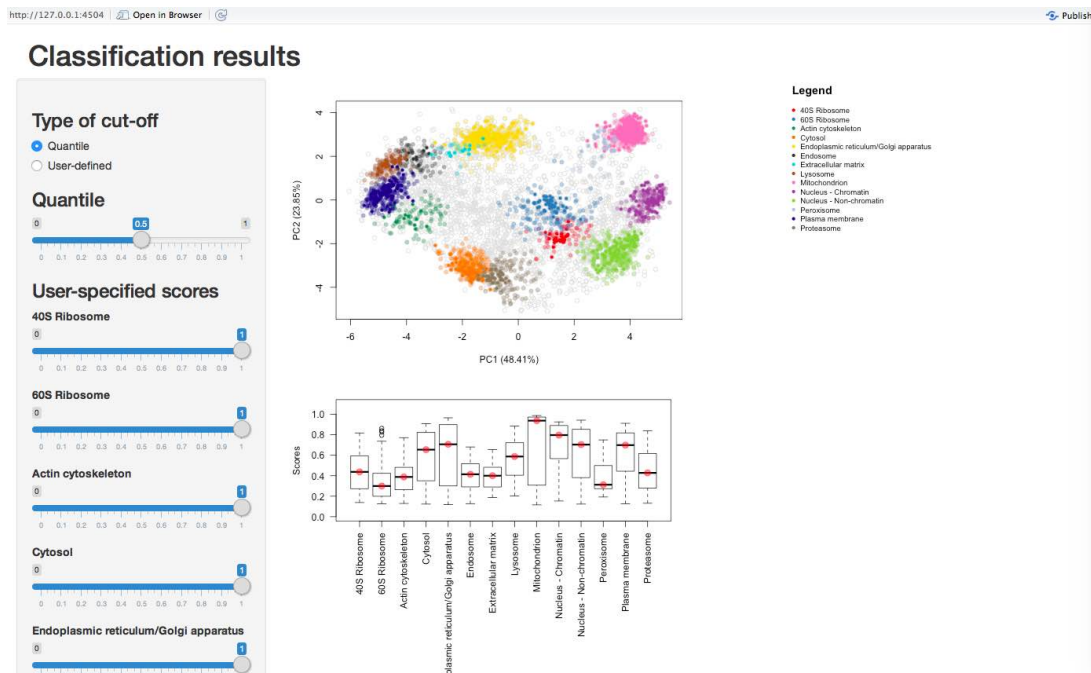 http://127.0.0.1:4504 Open in Browser Publish
Classification results
Type of cut-off
Quantile
User-defined
Quantile
0 0.5 1
0 0.1 0.2 0.3 0.4 0.5 0.6 0.7 0.8 0.9 1
User-specified scores
40S Ribosome
0 1
0 0.1 0.2 0.3 0.4 0.5 0.6 0.7 0.8 0.9 1
60S Ribosome
0 1
0 0.1 0.2 0.3 0.4 0.5 0.6 0.7 0.8 0.9 1
Actin cytoskeleton
0 1
0 0.1 0.2 0.3 0.4 0.5 0.6 0.7 0.8 0.9 1
Cytosol
0 1
0 0.1 0.2 0.3 0.4 0.5 0.6 0.7 0.8 0.9 1
Endoplasmic reticulum/Golgi apparatus
0 1
PC2 (23.85%)
4
2
0
-2
-4
-6 -4 -2 0 2 4
PC1 (48.41%)
Legend
40S Ribosome
60S Ribosome
Actin cytoskeleton
Cytosol
Endoplasmic reticulum/Golgi apparatus
Endosome
Extracellular matrix
Lysosome
Mitochondrion
Nucleus - Chromatin
Nucleus - Non-chromatin
Peroxisome
Plasma membrane
Proteasome
Scores
1.0
0.8
0.6
0.4
0.2
0.0
40S Ribosome
60S Ribosome
Actin cytoskeleton
Cytosol
plasmic reticulum/Golgi apparatus
Endosome
Extracellular matrix
Lysosome
Mitochondrion
Nucleus - Chromatin
Nucleus - Non-chromatin
Peroxisome
Plasma membrane
Proteasome